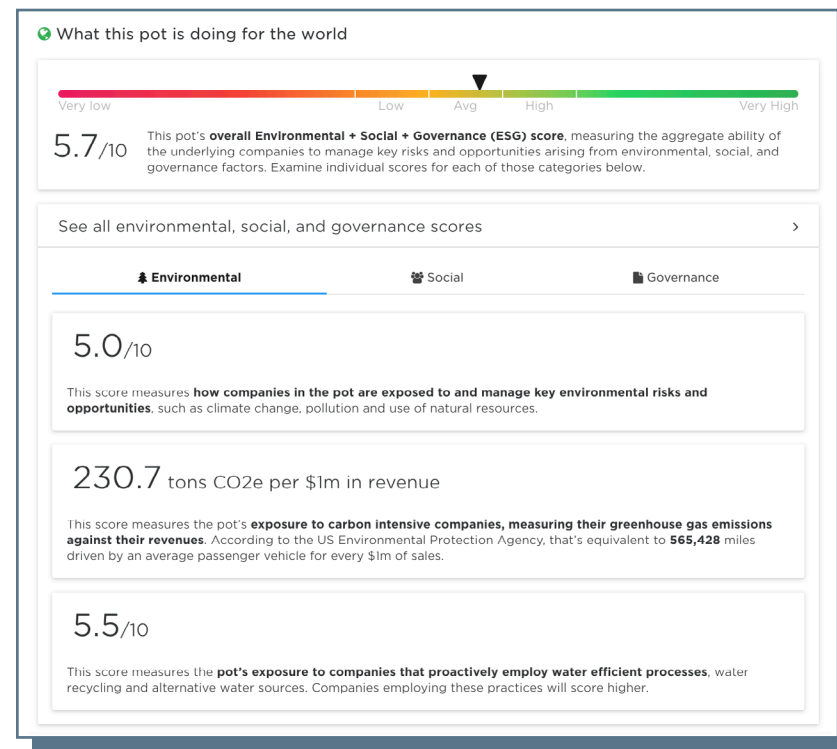 What this pot is doing for the world
Very low Low Avg High Very High
5.7/10
This pot's overall Environmental + Social + Governance (ESG) score, measuring the aggregate ability of
the underlying companies to manage key risks and opportunities arising from environmental, social, and
governance factors. Examine individual scores for each of those categories below.
See all environmental, social, and governance scores
Environmental Social Governance
5.0/10
This score measures how companies in the pot are exposed to and manage key environmental risks and
opportunities, such as climate change, pollution and use of natural resources.
230.7 tons CO2e per $1m in revenue
This score measures the pot's exposure to carbon intensive companies, measuring their greenhouse gas emissions
against their revenues. According to the US Environmental Protection Agency, that's equivalent to 565,428 miles
driven by an average passenger vehicle for every $1m of sales.
5.5/10
This score measures the pot's exposure to companies that proactively employ water efficient processes, water
recycling and alternative water sources. Companies employing these practices will score higher.